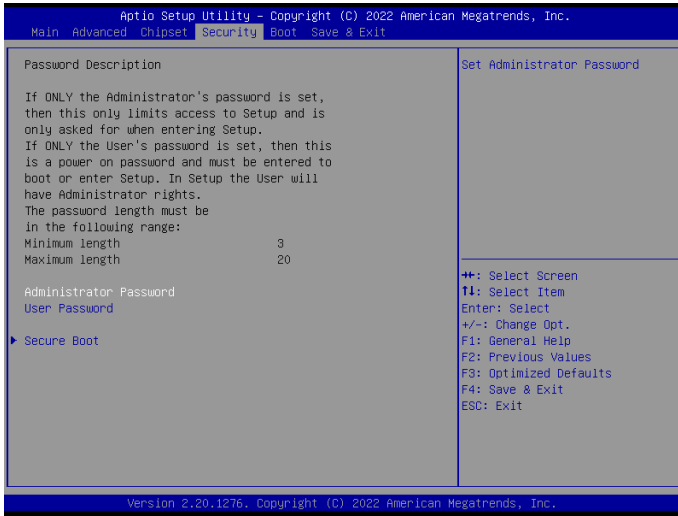 Aptio Setup Utility – Copyright (C) 2022 American Megatrends, Inc.
Main Advanced Chipset Security Boot Save & Exit
Password Description
If ONLY the Administrator's password is set,
then this only limits access to Setup and is
only asked for when entering Setup.
If ONLY the User's password is set, then this
is a power on password and must be entered to
boot or enter Setup. In Setup the User will
have Administrator rights.
The password length must be
in the following range:
Minimum length 3
Maximum length 20
Administrator Password
User Password
Secure Boot
Set Administrator Password
→←: Select Screen
↑↓: Select Item
Enter: Select
+/-: Change Opt.
F1: General Help
F2: Previous Values
F3: Optimized Defaults
F4: Save & Exit
ESC: Exit
Version 2.20.1276. Copyright (C) 2022 American Megatrends, Inc.